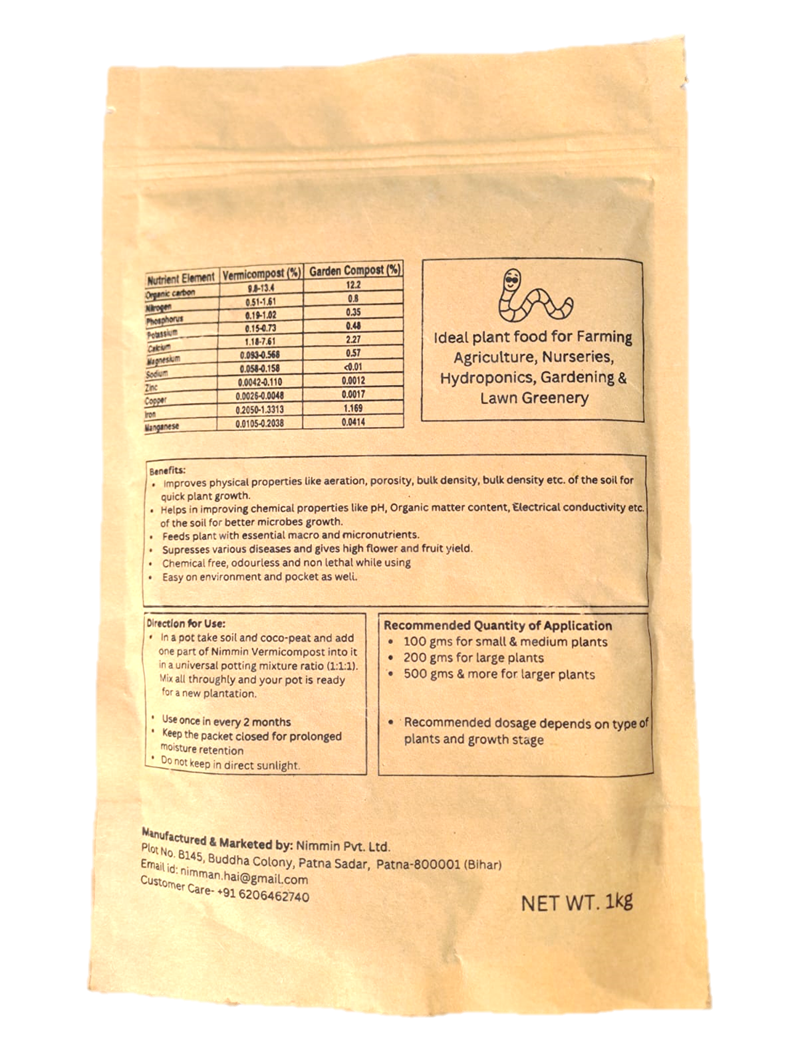 Nutrient Element Vermicompost (%) Garden Compost (%)
Organic carbon 9.8-13.4 12.2
Nitrogen 0.51-1.61 0.8
Phosphorus 0.19-1.02 0.35
Potassium 0.15-0.73 0.48
Calcium 1.18-7.61 2.27
Magnesium 0.093-0.568 0.57
Sodium 0.058-0.158 <0.01
Zinc 0.0042-0.110 0.0012
Copper 0.0026-0.0048 0.0017
Iron 0.2050-1.3313 1.169
Manganese 0.0105-0.2038 0.0414
Ideal plant food for Farming
Agriculture, Nurseries,
Hydroponics, Gardening &
Lawn Greenery
Benefits:
• Improves physical properties like aeration, porosity, bulk density, bulk density etc. of the soil for
quick plant growth.
• Helps in improving chemical properties like pH, Organic matter content, Electrical conductivity etc.
of the soil for better microbes growth.
• Feeds plant with essential macro and micronutrients.
• Supresses various diseases and gives high flower and fruit yield.
• Chemical free, odourless and non lethal while using
• Easy on environment and pocket as well.
Direction for Use:
• In a pot take soil and coco-peat and add
one part of Nimmin Vermicompost into it
in a universal potting mixture ratio (1:1:1).
Mix all throughly and your pot is ready
for a new plantation.
• Use once in every 2 months
• Keep the packet closed for prolonged
moisture retention
• Do not keep in direct sunlight.
Recommended Quantity of Application
• 100 gms for small & medium plants
• 200 gms for large plants
• 500 gms & more for larger plants
• Recommended dosage depends on type of
plants and growth stage
Manufactured & Marketed by: Nimmin Pvt. Ltd.
Plot No. B145, Buddha Colony, Patna Sadar, Patna-800001 (Bihar)
Email id: nimman.hai@gmail.com
Customer Care- +91 6206462740
NET WT. 1kg